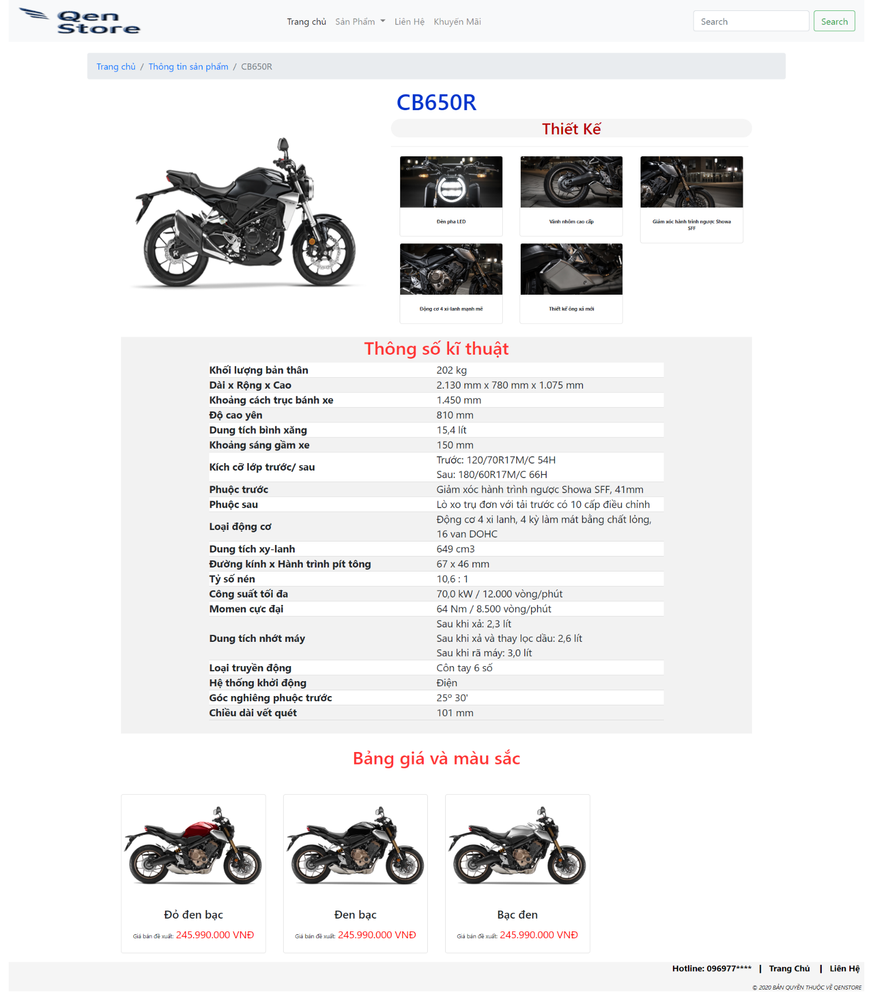 Qen
Store
Trang chủ
Sản Phẩm
Liên Hệ
Khuyến Mãi
Search
Search
Trang chủ / Thông tin sản phẩm / CB650R
CB650R
Thiết Kế
Đèn pha LED
Vành nhôm cao cấp
Giảm xóc hành trình ngược Showa
SFF
Động cơ 4 xi-lanh mạnh mẽ
Thiết kế ống xả mới
Thông số kĩ thuật
Khối lượng bản thân 202 kg
Dài x Rộng x Cao 2.130 mm x 780 mm x 1.075 mm
Khoảng cách trục bánh xe 1.450 mm
Độ cao yên 810 mm
Dung tích bình xăng 15,4 lít
Khoảng sáng gầm xe 150 mm
Kích cỡ lớp trước/ sau
Trước: 120/70R17M/C 54H
Sau: 180/60R17M/C 66H
Phuộc trước Giảm xóc hành trình ngược Showa SFF, 41mm
Phuộc sau Lò xo trụ đơn với tải trước có 10 cấp điều chỉnh
Loại động cơ
Động cơ 4 xi lanh, 4 kỳ làm mát bằng chất lỏng,
16 van DOHC
Dung tích xy-lanh 649 cm3
Đường kính x Hành trình pít tông 67 x 46 mm
Tỷ số nén 10,6 : 1
Công suất tối đa 70,0 kW / 12.000 vòng/phút
Momen cực đại 64 Nm / 8.500 vòng/phút
Dung tích nhớt máy
Sau khi xả: 2,3 lít
Sau khi xả và thay lọc dầu: 2,6 lít
Sau khi rã máy: 3,0 lít
Loại truyền động Côn tay 6 số
Hệ thống khởi động Điện
Góc nghiêng phuộc trước 25º 30'
Chiều dài vết quét 101 mm
Bảng giá và màu sắc
Đỏ đen bạc
Giá bán đề xuất: 245.990.000 VNĐ
Đen bạc
Giá bán đề xuất: 245.990.000 VNĐ
Bạc đen
Giá bán đề xuất: 245.990.000 VNĐ
Hotline: 096977**** | Trang Chủ | Liên Hệ
© 2020 BẢN QUYỀN THUỘC VỀ QENSTORE